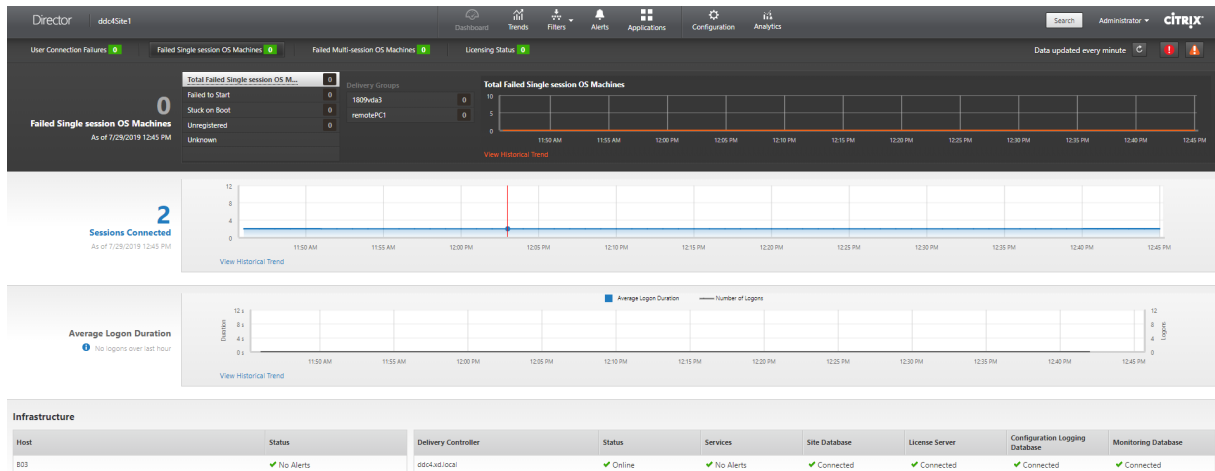 Director ddc4Site1
Dashboard Trends Filters Alerts Applications Configuration Analytics
Search Administrator CİTRIX
User Connection Failures 0 Failed Single session OS Machines 0 Failed Multi-session OS Machines 0 Licensing Status 0
Data updated every minute
0
Failed Single session OS Machines
As of 7/29/2019 12:45 PM
Total Failed Single session OS M... 0
Failed to Start 0
Stuck on Boot 0
Unregistered 0
Unknown
Delivery Groups
1809vda3 0
remotePC1 0
Total Failed Single session OS Machines
10
5
0
11:50 AM 11:55 AM 12:00 PM 12:05 PM 12:10 PM 12:15 PM 12:20 PM 12:25 PM 12:30 PM 12:35 PM 12:40 PM 12:45 PM
View Historical Trend
2
Sessions Connected
As of 7/29/2019 12:45 PM
12
8
4
0
11:50 AM 11:55 AM 12:00 PM 12:05 PM 12:10 PM 12:15 PM 12:20 PM 12:25 PM 12:30 PM 12:35 PM 12:40 PM 12:45 PM
View Historical Trend
Average Logon Duration
No logons over last hour
Average Logon Duration Number of Logons
Duration
12 s
8 s
4 s
0 s
12
8
4
0
Logons
11:50 AM 11:55 AM 12:00 PM 12:05 PM 12:10 PM 12:15 PM 12:20 PM 12:25 PM 12:30 PM 12:35 PM 12:40 PM 12:45 PM
View Historical Trend
Infrastructure
Host Status Delivery Controller Status Services Site Database License Server Configuration Logging Database Monitoring Database
B03 No Alerts ddc4.xd.local Online No Alerts Connected Connected Connected Connected